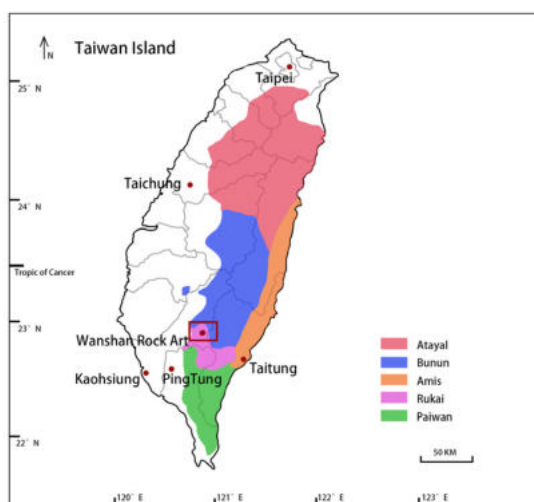 Taiwan Island
N
Taipei
25° N
Taichung
24° N
Tropic of Cancer
23° N
Wanshan Rock Art
Kaohsiung
PingTung
Taitung
22° N
Atayal
Bunun
Amis
Rukai
Paiwan
50 KM
120° E
121° E
122° E
123° E